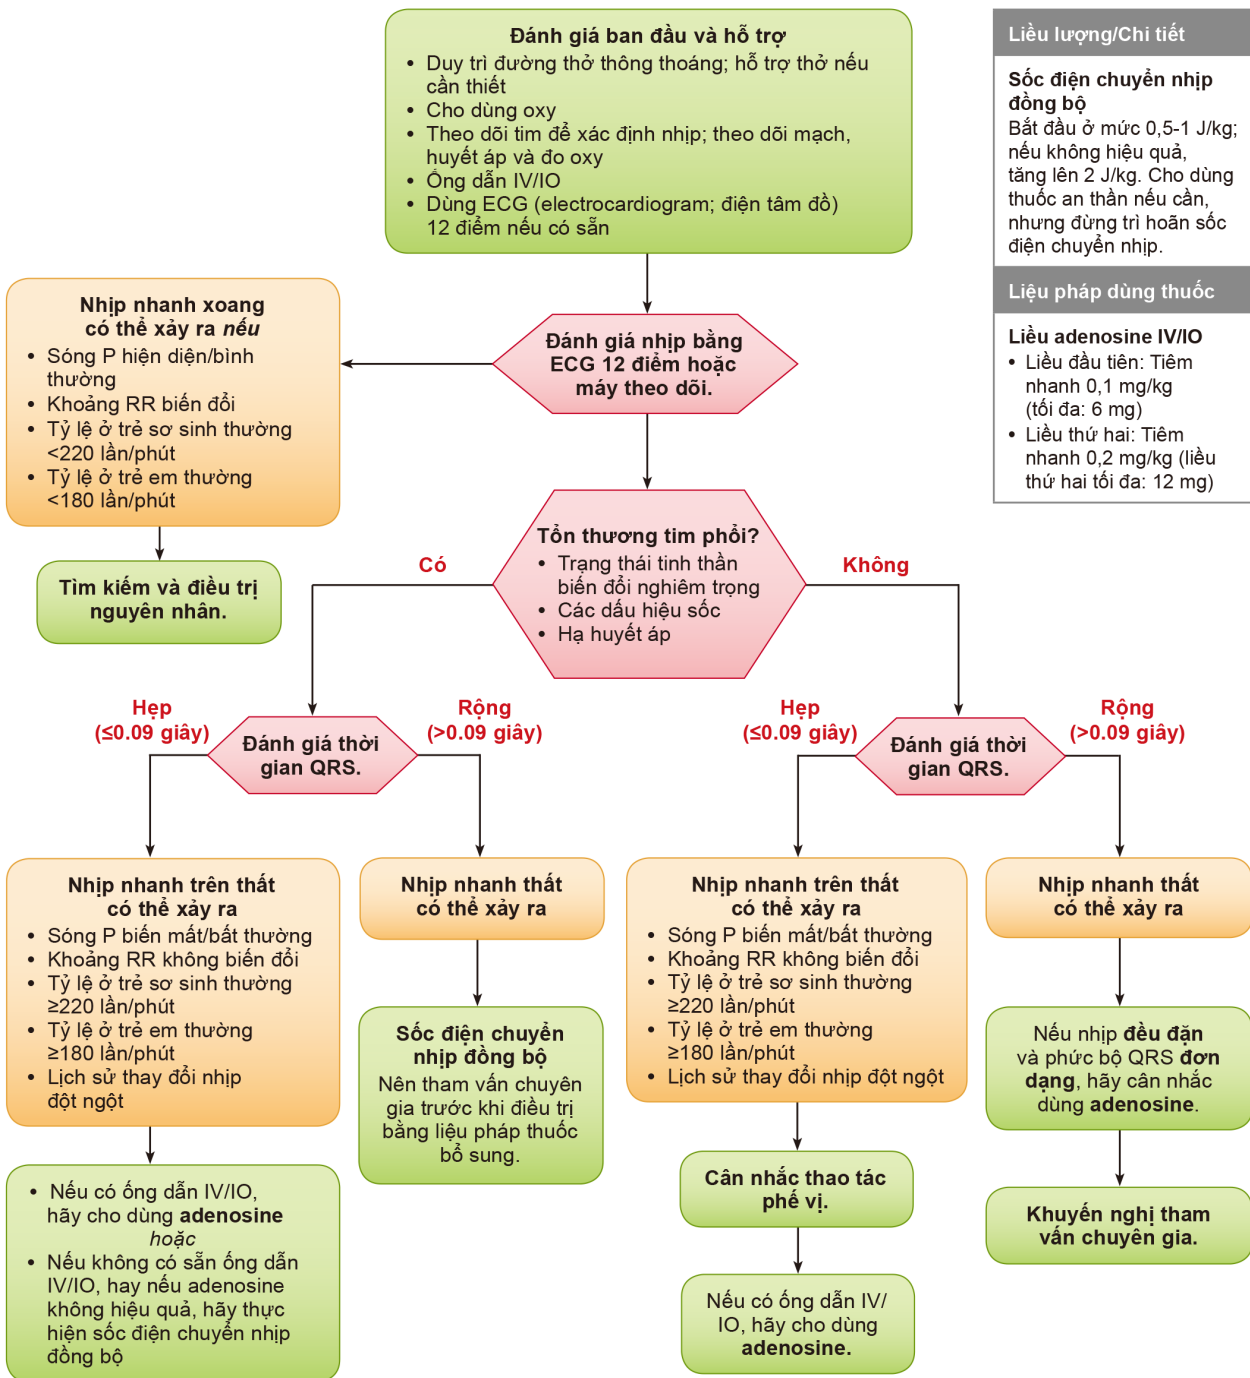 Đánh giá ban đầu và hỗ trợ
• Duy trì đường thở thông thoáng; hỗ trợ thở nếu
cần thiết
• Cho dùng oxy
• Theo dõi tim để xác định nhịp; theo dõi mạch,
huyết áp và đo oxy
• Ống dẫn IV/IO
• Dùng ECG (electrocardiogram; điện tâm đồ)
12 điểm nếu có sẵn
Liều lượng/Chi tiết
Sốc điện chuyển nhịp
đồng bộ
Bắt đầu ở mức 0,5-1 J/kg;
nếu không hiệu quả,
tăng lên 2 J/kg. Cho dùng
thuốc an thần nếu cần,
nhưng đừng trì hoãn sốc
điện chuyển nhịp.
Liệu pháp dùng thuốc
Liều adenosine IV/IO
• Liều đầu tiên: Tiêm
nhanh 0,1 mg/kg
(tối đa: 6 mg)
• Liều thứ hai: Tiêm
nhanh 0,2 mg/kg (liều
thứ hai tối đa: 12 mg)
Nhịp nhanh xoang
có thể xảy ra nếu
• Sóng P hiện diện/bình
thường
• Khoảng RR biến đổi
• Tỷ lệ ở trẻ sơ sinh thường
<220 lần/phút
• Tỷ lệ ở trẻ em thường
<180 lần/phút
Đánh giá nhịp bằng
ECG 12 điểm hoặc
máy theo dõi.
Tìm kiếm và điều trị
nguyên nhân.
Tổn thương tim phổi?
• Trạng thái tinh thần
biến đổi nghiêm trọng
• Các dấu hiệu sốc
• Hạ huyết áp
Có
Không
Hẹp
(≤0.09 giây)
Đánh giá thời
gian QRS.
Rộng
(>0.09 giây)
Hẹp
(≤0.09 giây)
Đánh giá thời
gian QRS.
Rộng
(>0.09 giây)
Nhịp nhanh trên thất
có thể xảy ra
• Sóng P biến mất/bất thường
• Khoảng RR không biến đổi
• Tỷ lệ ở trẻ sơ sinh thường
≥220 lần/phút
• Tỷ lệ ở trẻ em thường
≥180 lần/phút
• Lịch sử thay đổi nhịp
đột ngột
Nhịp nhanh thất
có thể xảy ra
Nhịp nhanh trên thất
có thể xảy ra
• Sóng P biến mất/bất thường
• Khoảng RR không biến đổi
• Tỷ lệ ở trẻ sơ sinh thường
≥220 lần/phút
• Tỷ lệ ở trẻ em thường
≥180 lần/phút
• Lịch sử thay đổi nhịp đột ngột
Nhịp nhanh thất
có thể xảy ra
Sốc điện chuyển
nhịp đồng bộ
Nên tham vấn chuyên
gia trước khi điều trị
bằng liệu pháp thuốc
bổ sung.
Nếu nhịp đều đặn
và phức bộ QRS đơn
dạng, hãy cân nhắc
dùng adenosine.
• Nếu có ống dẫn IV/IO,
hãy cho dùng adenosine
hoặc
• Nếu không có sẵn ống dẫn
IV/IO, hay nếu adenosine
không hiệu quả, hãy thực
hiện sốc điện chuyển nhịp
đồng bộ
Cân nhắc thao tác
phế vị.
Khuyến nghị tham
vấn chuyên gia.
Nếu có ống dẫn IV/
IO, hãy cho dùng
adenosine.